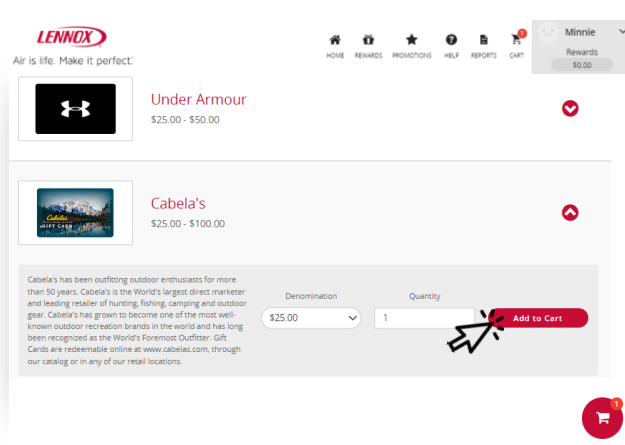 LENNOX
Air is life. Make it perfect.
HOME REWARDS PROMOTIONS HELP REPORTS CART
Minnie
Rewards
$0.00
Under Armour
$25.00 - $50.00
Cabela's
GIFT CARD
Cabela's
$25.00 - $100.00
Cabela's has been outfitting outdoor enthusiasts for more
than 50 years. Cabela's is the World's largest direct marketer
and leading retailer of hunting, fishing, camping and outdoor
gear. Cabela's has grown to become one of the most well-
known outdoor recreation brands in the world and has long
been recognized as the World's Foremost Outfitter. Gift
Cards are redeemable online at www.cabelas.com, through
our catalog or in any of our retail locations.
Denomination Quantity
$25.00 1 Add to Cart
1